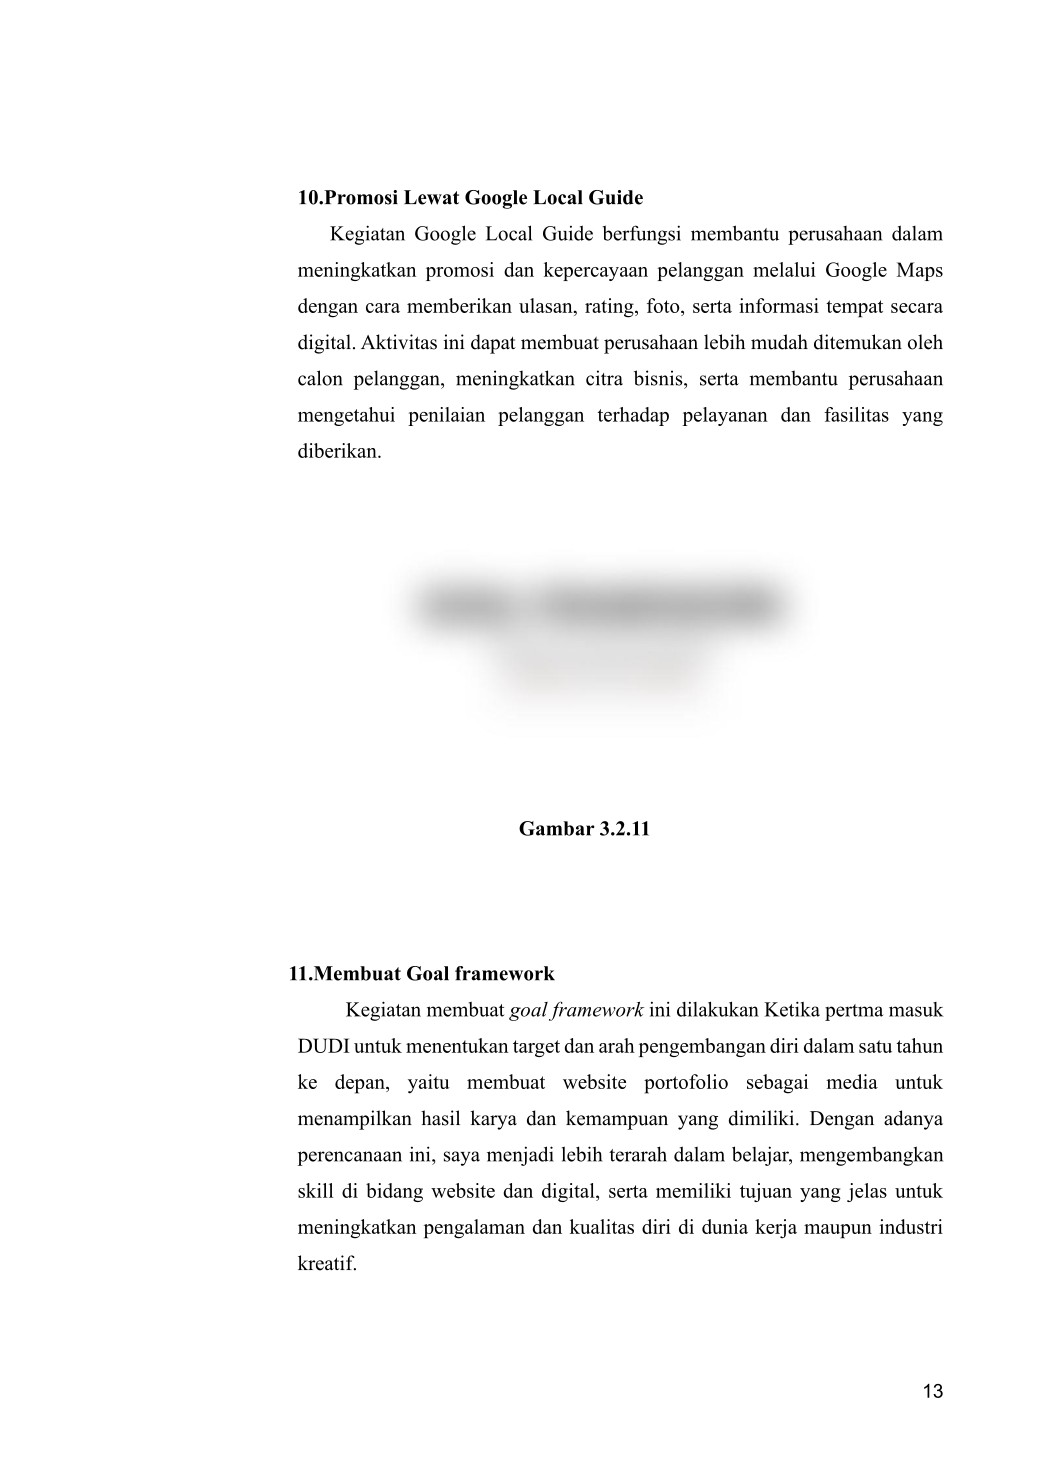 10.Promosi Lewat Google Local Guide
Kegiatan Google Local Guide berfungsi membantu perusahaan dalam
meningkatkan promosi dan kepercayaan pelanggan melalui Google Maps
dengan cara memberikan ulasan, rating, foto, serta informasi tempat secara
digital. Aktivitas ini dapat membuat perusahaan lebih mudah ditemukan oleh
calon pelanggan, meningkatkan citra bisnis, serta membantu perusahaan
mengetahui penilaian pelanggan terhadap pelayanan dan fasilitas yang
diberikan.
Gambar 3.2.11
11.Membuat Goal framework
Kegiatan membuat goal framework ini dilakukan Ketika pertma masuk
DUDI untuk menentukan target dan arah pengembangan diri dalam satu tahun
ke depan, yaitu membuat website portofolio sebagai media untuk
menampilkan hasil karya dan kemampuan yang dimiliki. Dengan adanya
perencanaan ini, saya menjadi lebih terarah dalam belajar, mengembangkan
skill di bidang website dan digital, serta memiliki tujuan yang jelas untuk
meningkatkan pengalaman dan kualitas diri di dunia kerja maupun industri
kreatif.
13